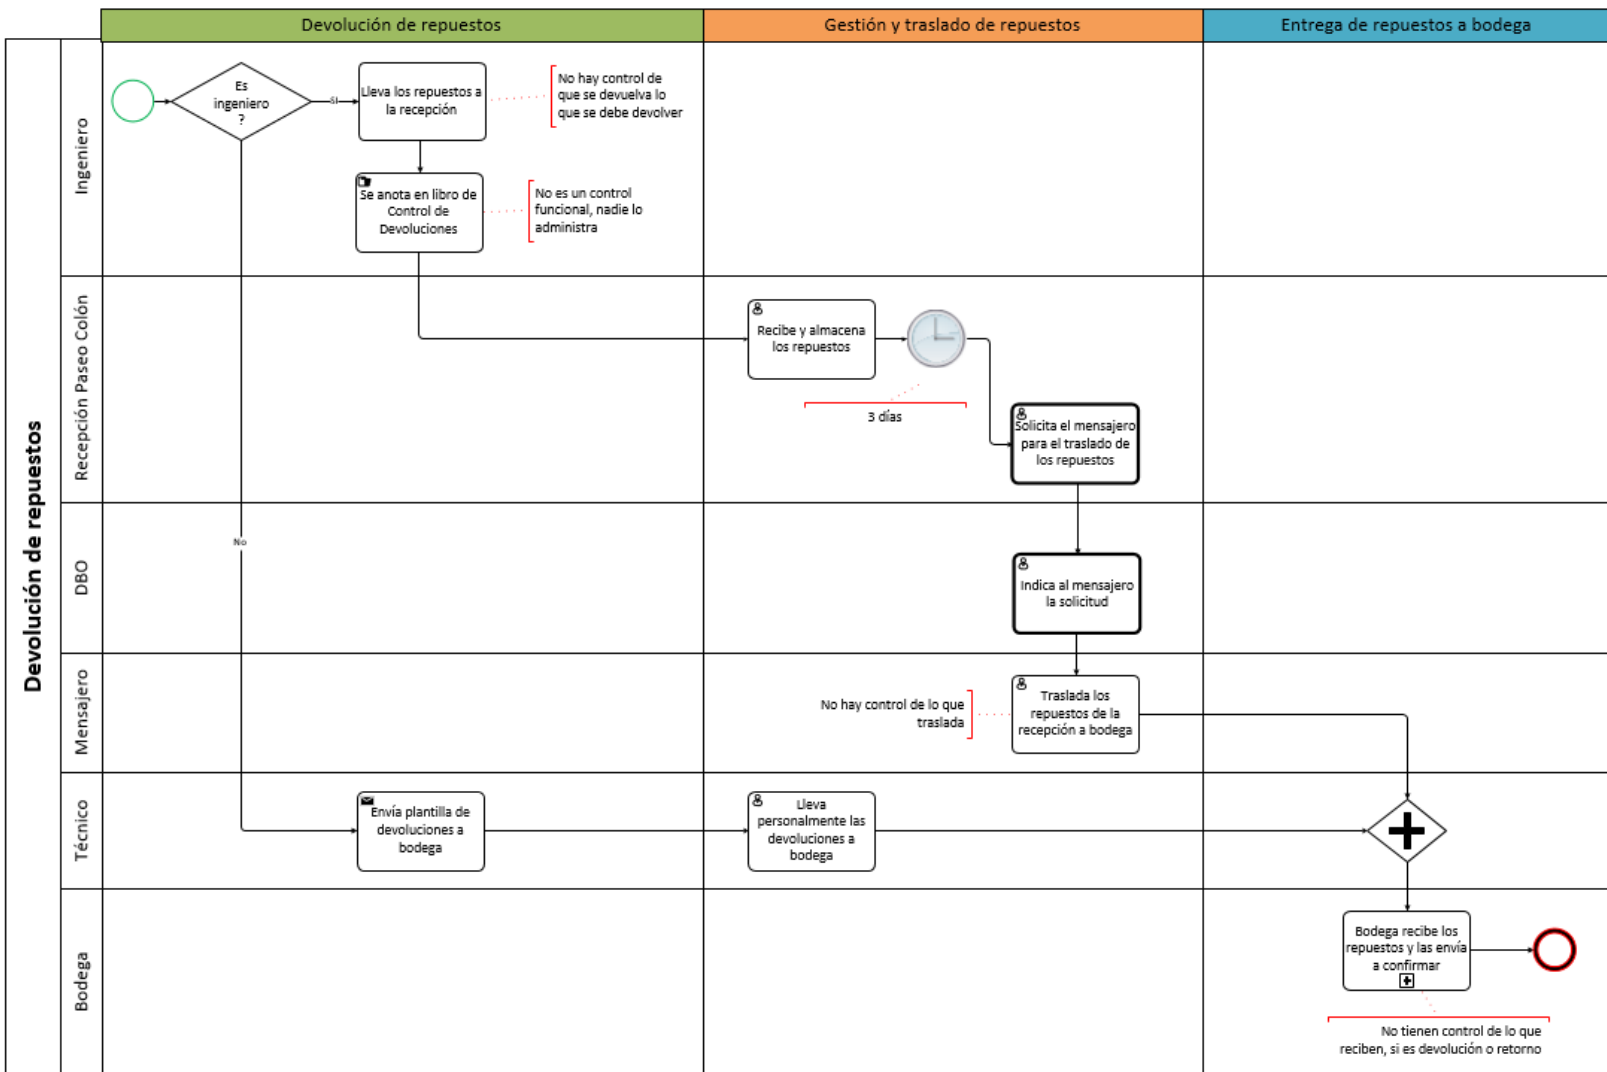 Devolución de repuestos
Gestión y traslado de repuestos
Entrega de repuestos a bodega
Devolución de repuestos
Ingeniero
Es
ingeniero
?
SI
Lleva los repuestos a
la recepción
No hay control de
que se devuelva lo
que se debe devolver
Se anota en libro de
Control de
Devoluciones
No es un control
funcional, nadie lo
administra
Recepción Paseo Colón
Recibe y almacena
los repuestos
3 días
Solicita el mensajero
para el traslado de
los repuestos
DBO
No
Indica al mensajero
la solicitud
Mensajero
No hay control de lo que
traslada
Traslada los
repuestos de la
recepción a bodega
Técnico
Envía plantilla de
devoluciones a
bodega
Lleva
personalmente las
devoluciones a
bodega
Bodega
Bodega recibe los
repuestos y las envía
a confirmar
No tienen control de lo que
reciben, si es devolución o retorno